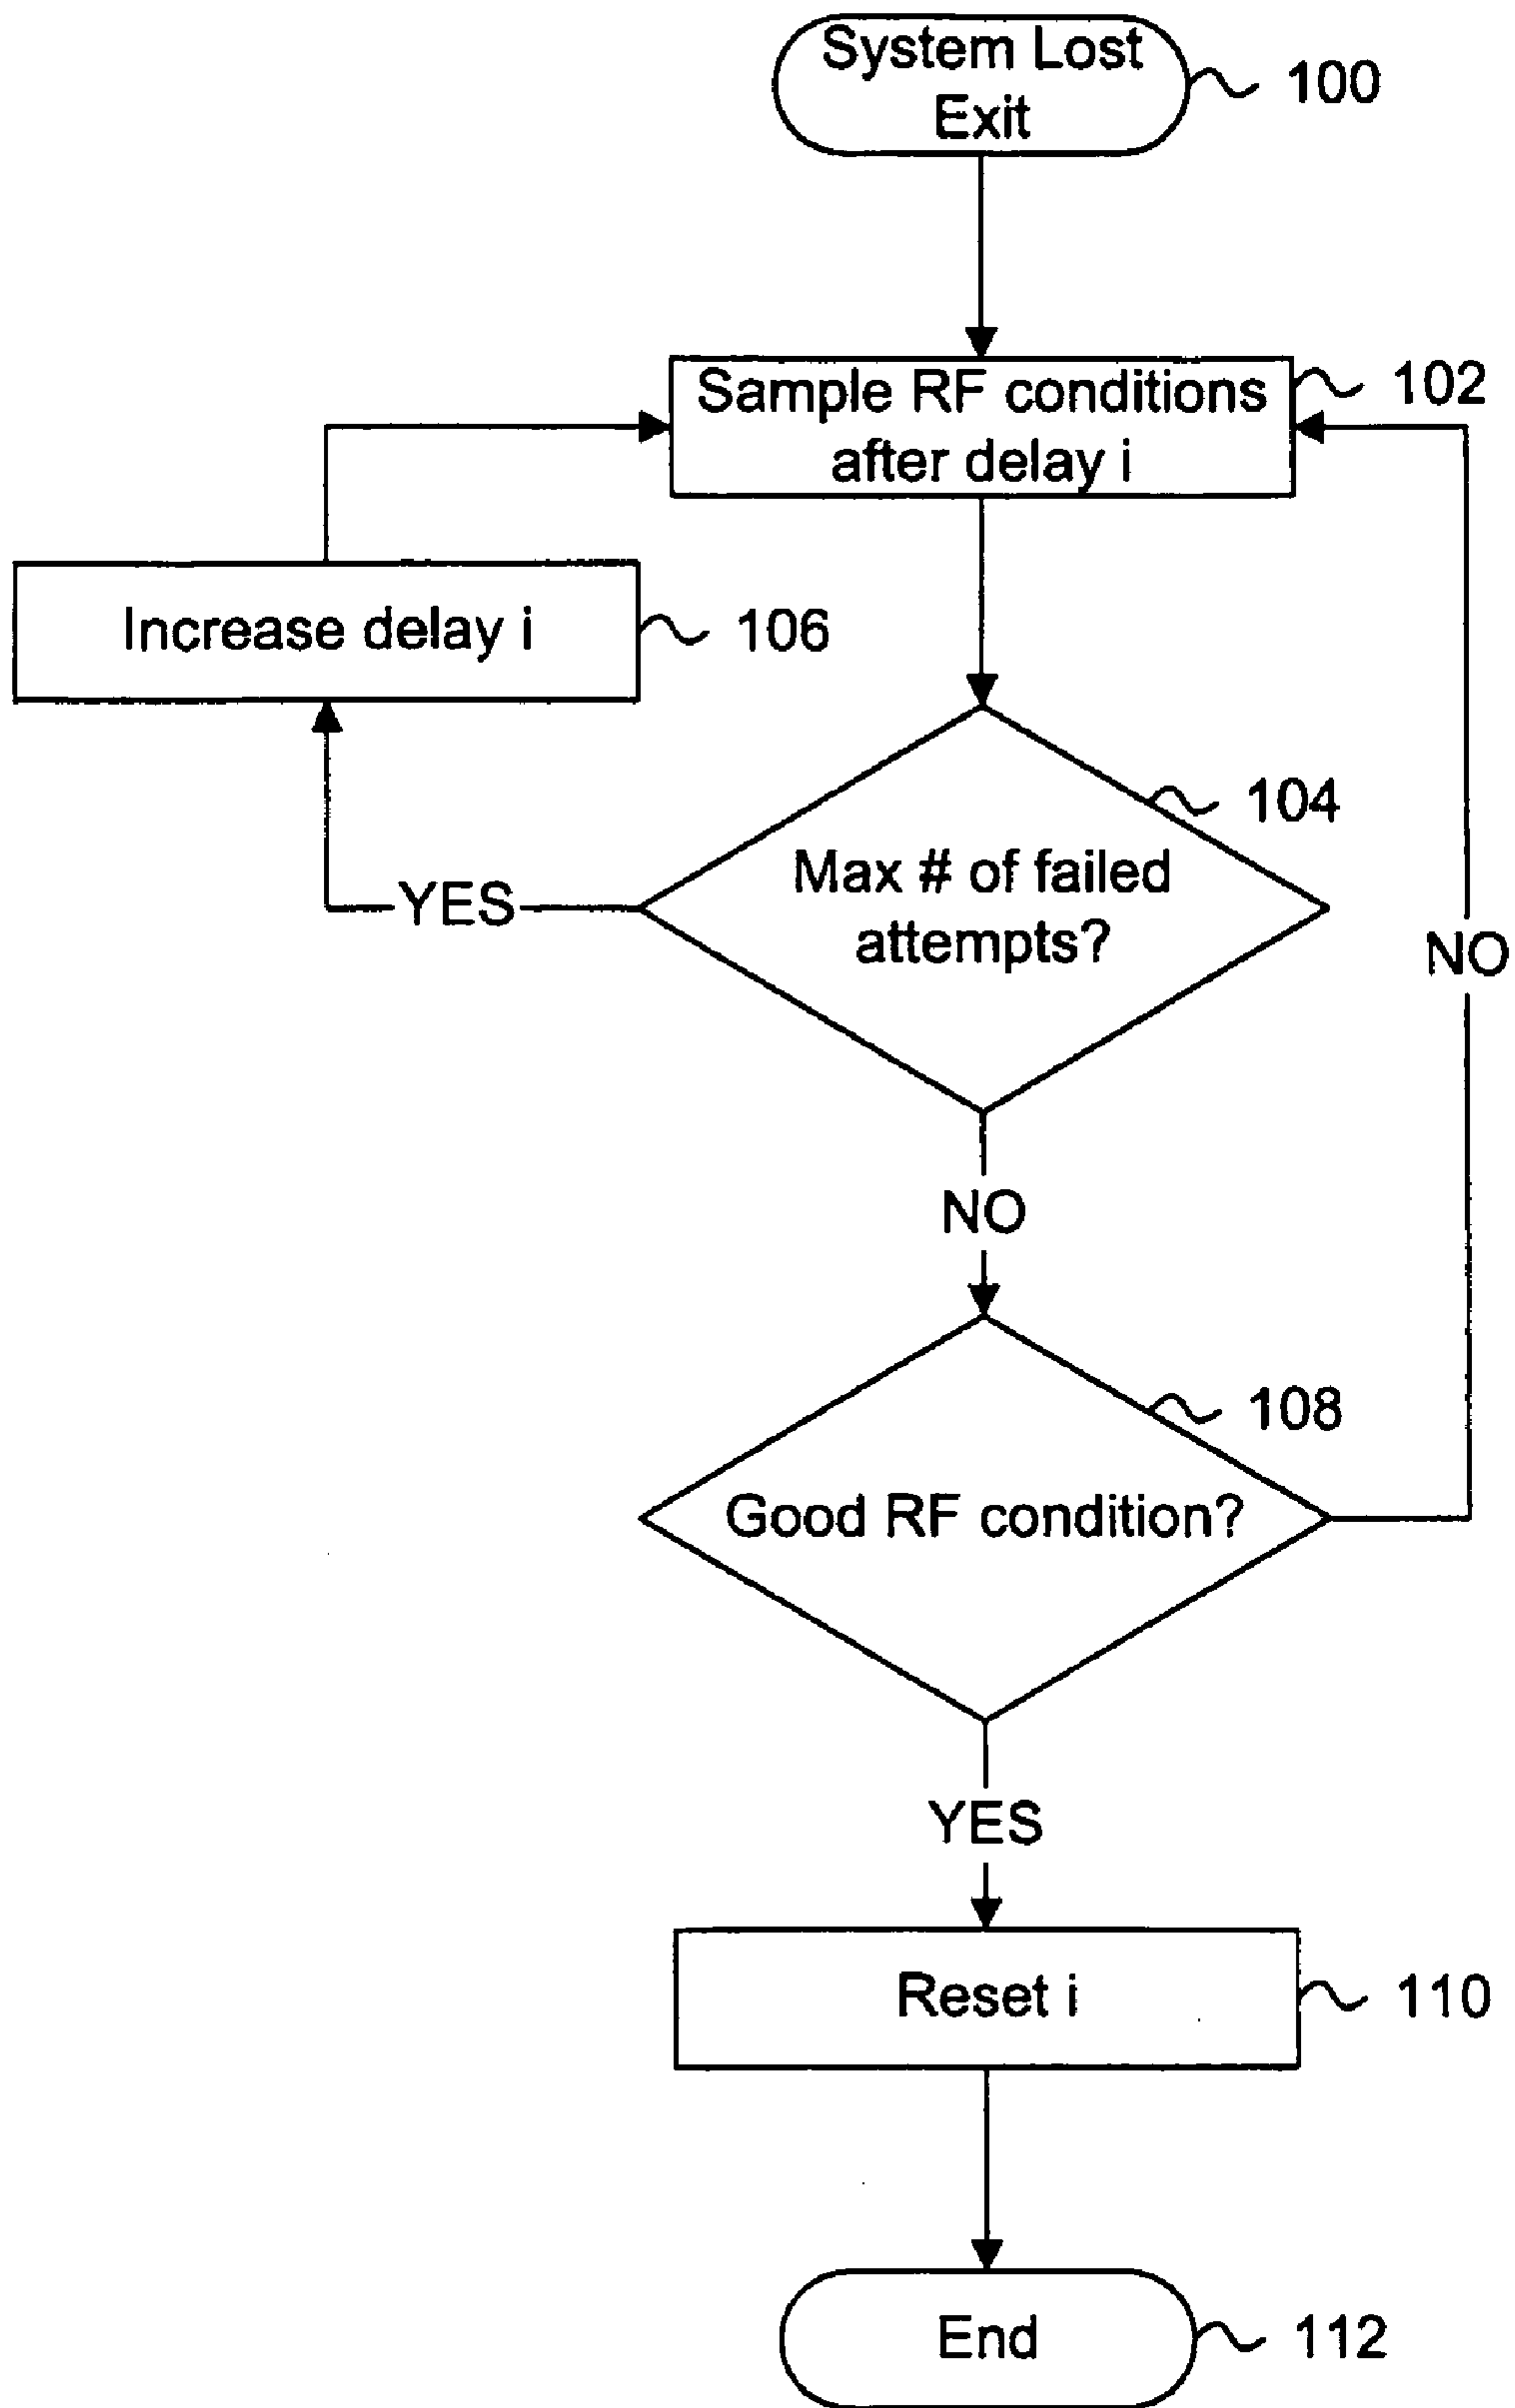 System Lost
Exit
100
Sample RF conditions
after delay i
102
Increase delay i
106
104
Max # of failed
attempts?
YES
NO
NO
108
Good RF condition?
YES
Reset i
110
End
112